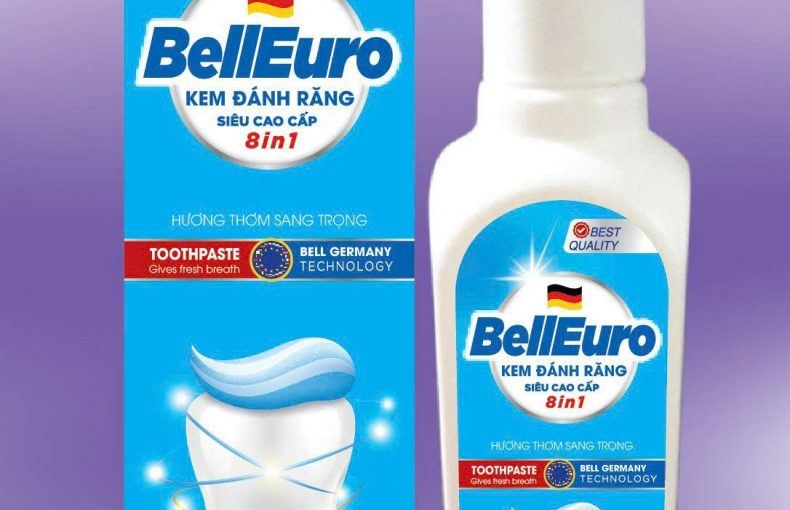 BellEuro
KEM ĐÁNH RĂNG
SIÊU CAO CẤP
8in1
HƯƠNG THƠM SANG TRỌNG
TOOTHPASTE
Gives fresh breath
BELL GERMANY
TECHNOLOGY
BEST
QUALITY
BellEuro
KEM ĐÁNH RĂNG
SIÊU CAO CẤP
8in1
HƯƠNG THƠM SANG TRỌNG
TOOTHPASTE
Gives fresh breath
BELL GERMANY
TECHNOLOGY